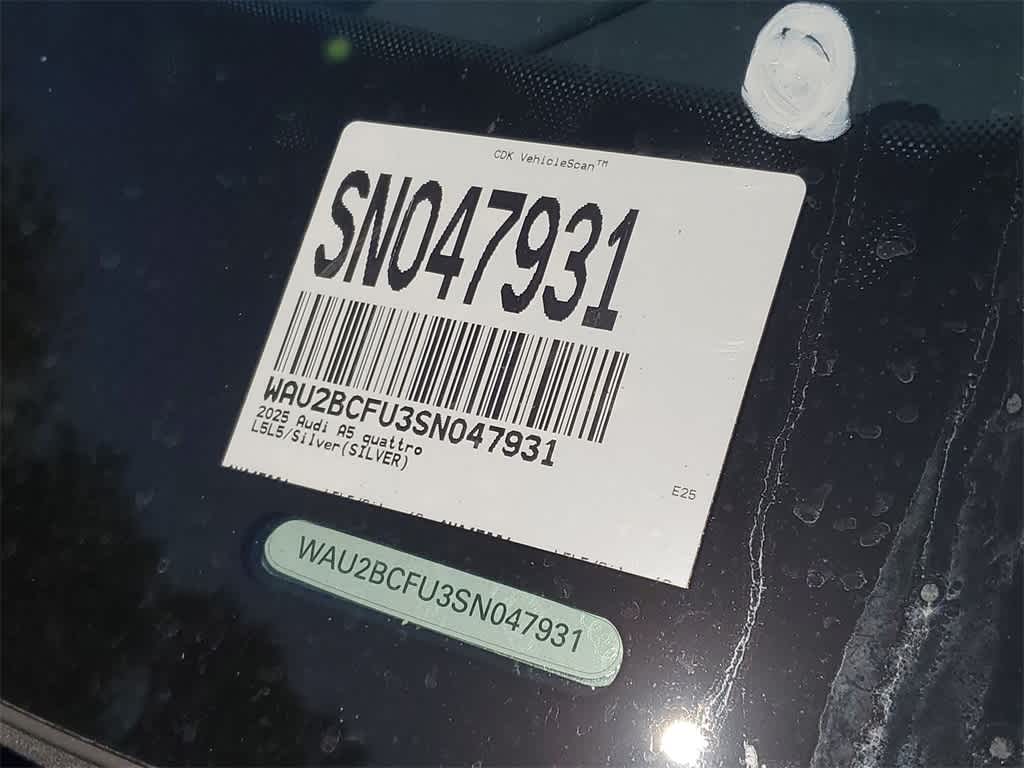 CDK VehicleScan™
SN047931
WAU2BCFU3SN047931
2025 Audi A5 quattro
L5L5/Silver(SILVER)
E25
WAU2BCFU3SN047931